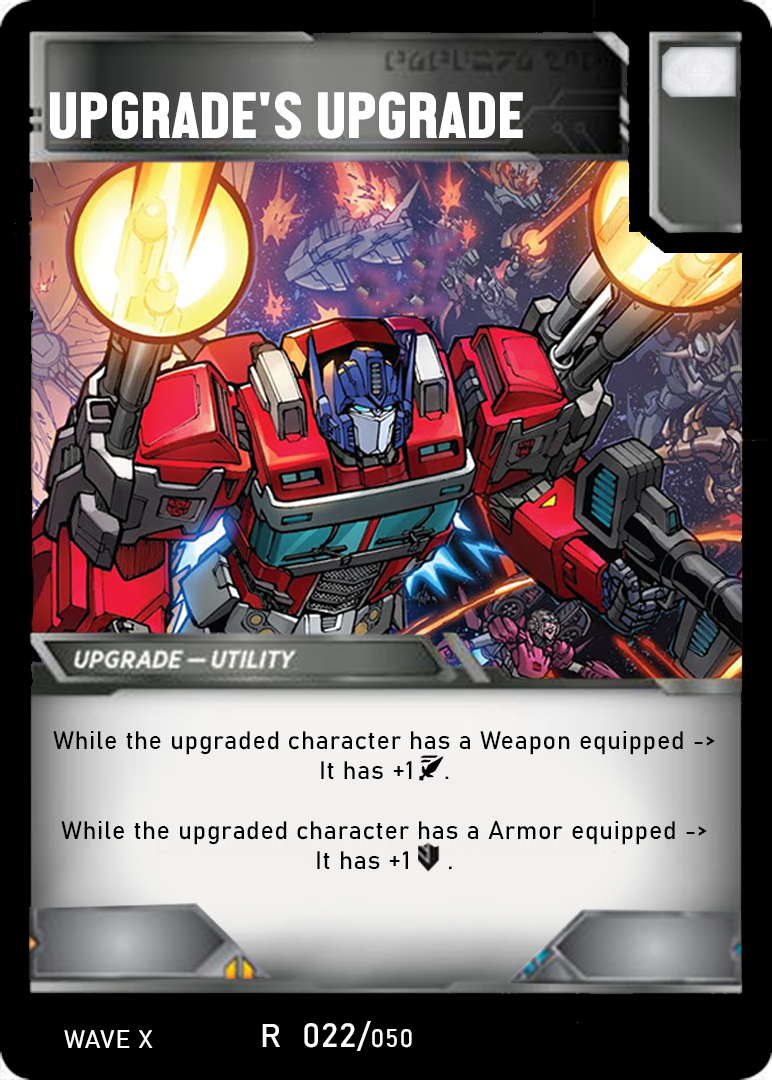 UPGRADE'S UPGRADE
UPGRADE — UTILITY
While the upgraded character has a Weapon equipped ->
It has +1 .
While the upgraded character has a Armor equipped ->
It has +1 .
WAVE X R 022/050